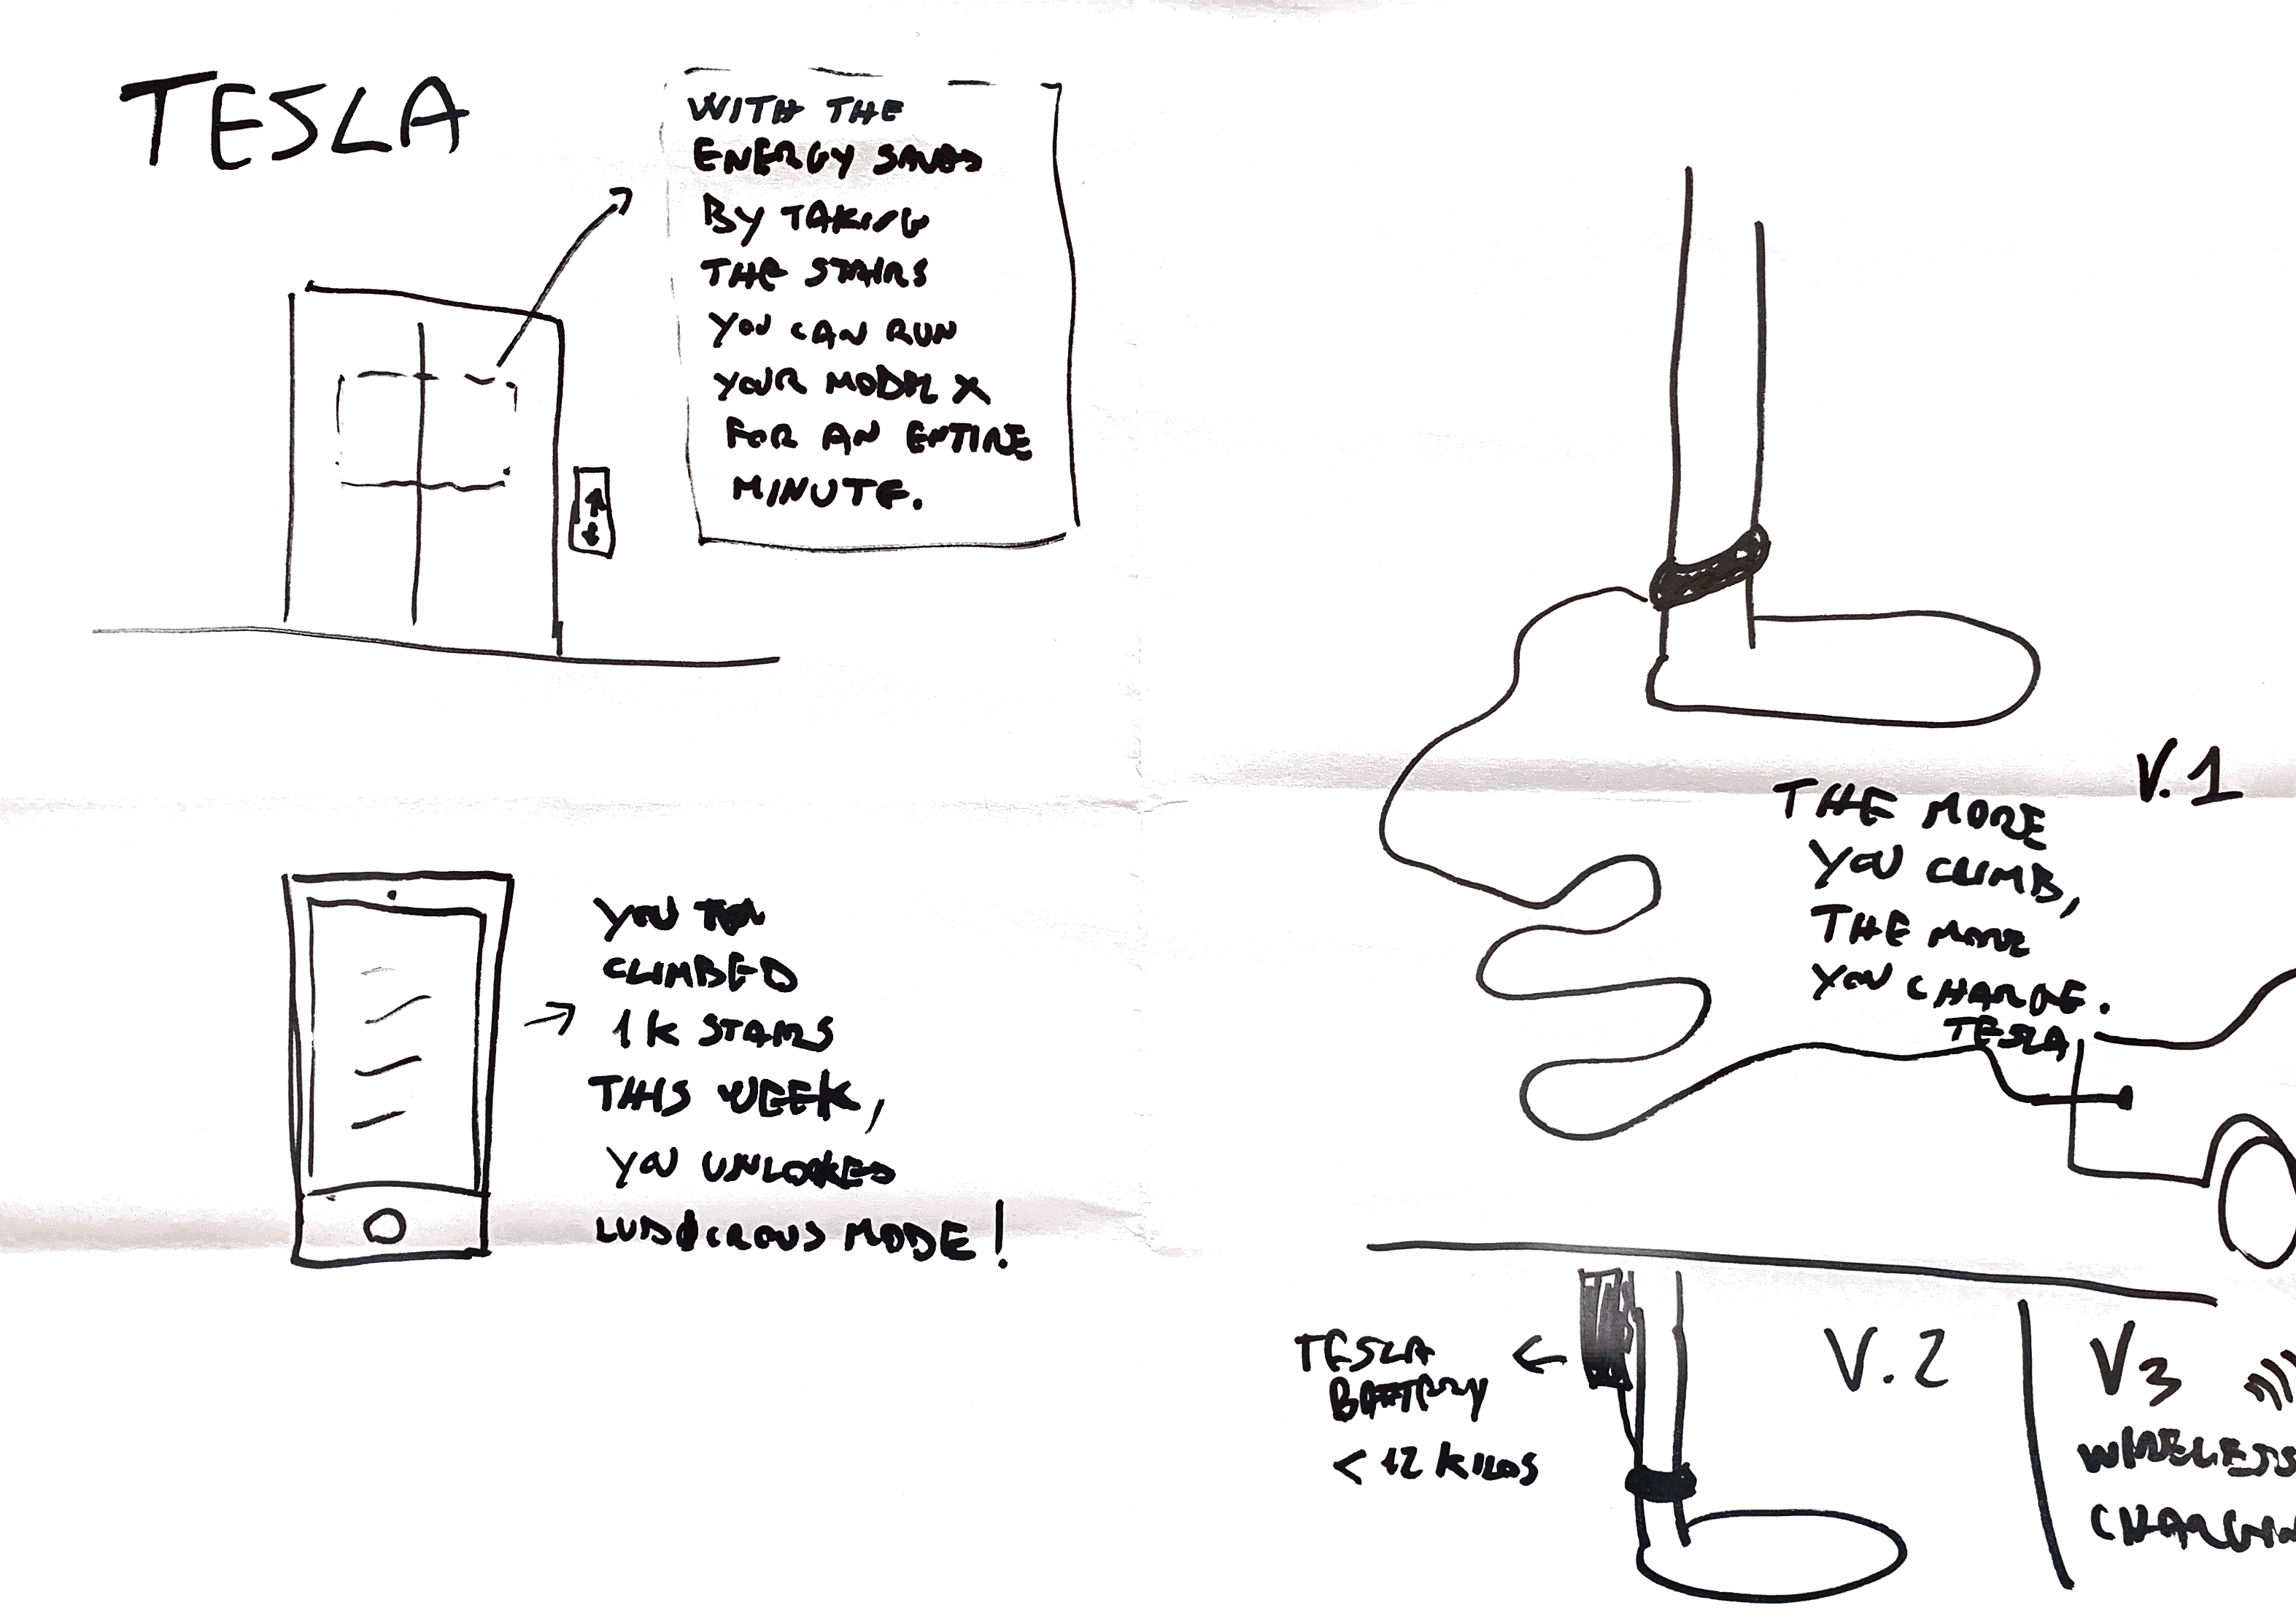 TESLA
WITH THE
ENERGY SAVED
BY TAKING
THE STAIRS
YOU CAN RUN
YOUR MODEL X
FOR AN ENTIRE
MINUTE.
YOU
CLIMBED
1K STAIRS
THIS WEEK,
YOU UNLOCKED
LUDICROUS MODE!
V.1
THE MORE
YOU CLIMB,
THE MORE
YOU CHARGE.
TESLA
TESLA
BATTERY
< 12 KILOS
V.2
V3
WIRELESS
CHARGIN